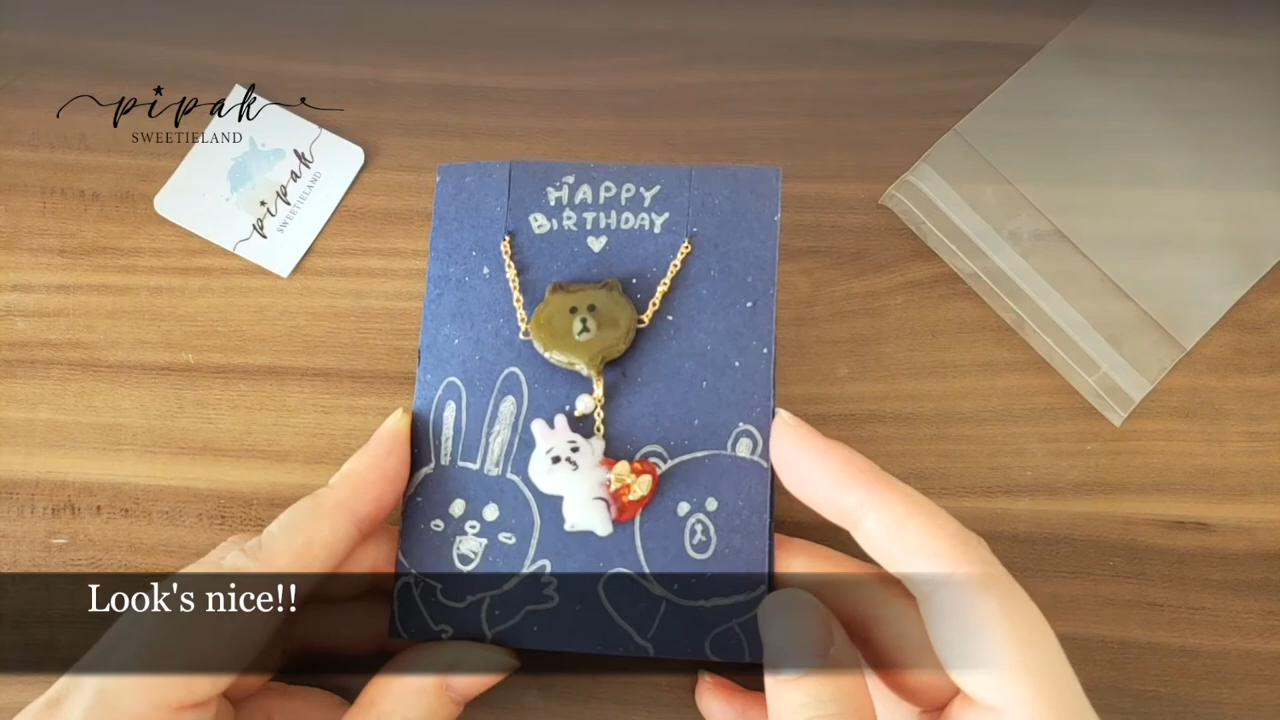 pipak
SWEETIELAND
pipak
SWEETIELAND
HAPPY
BiRTHDAY
Look's nice!!